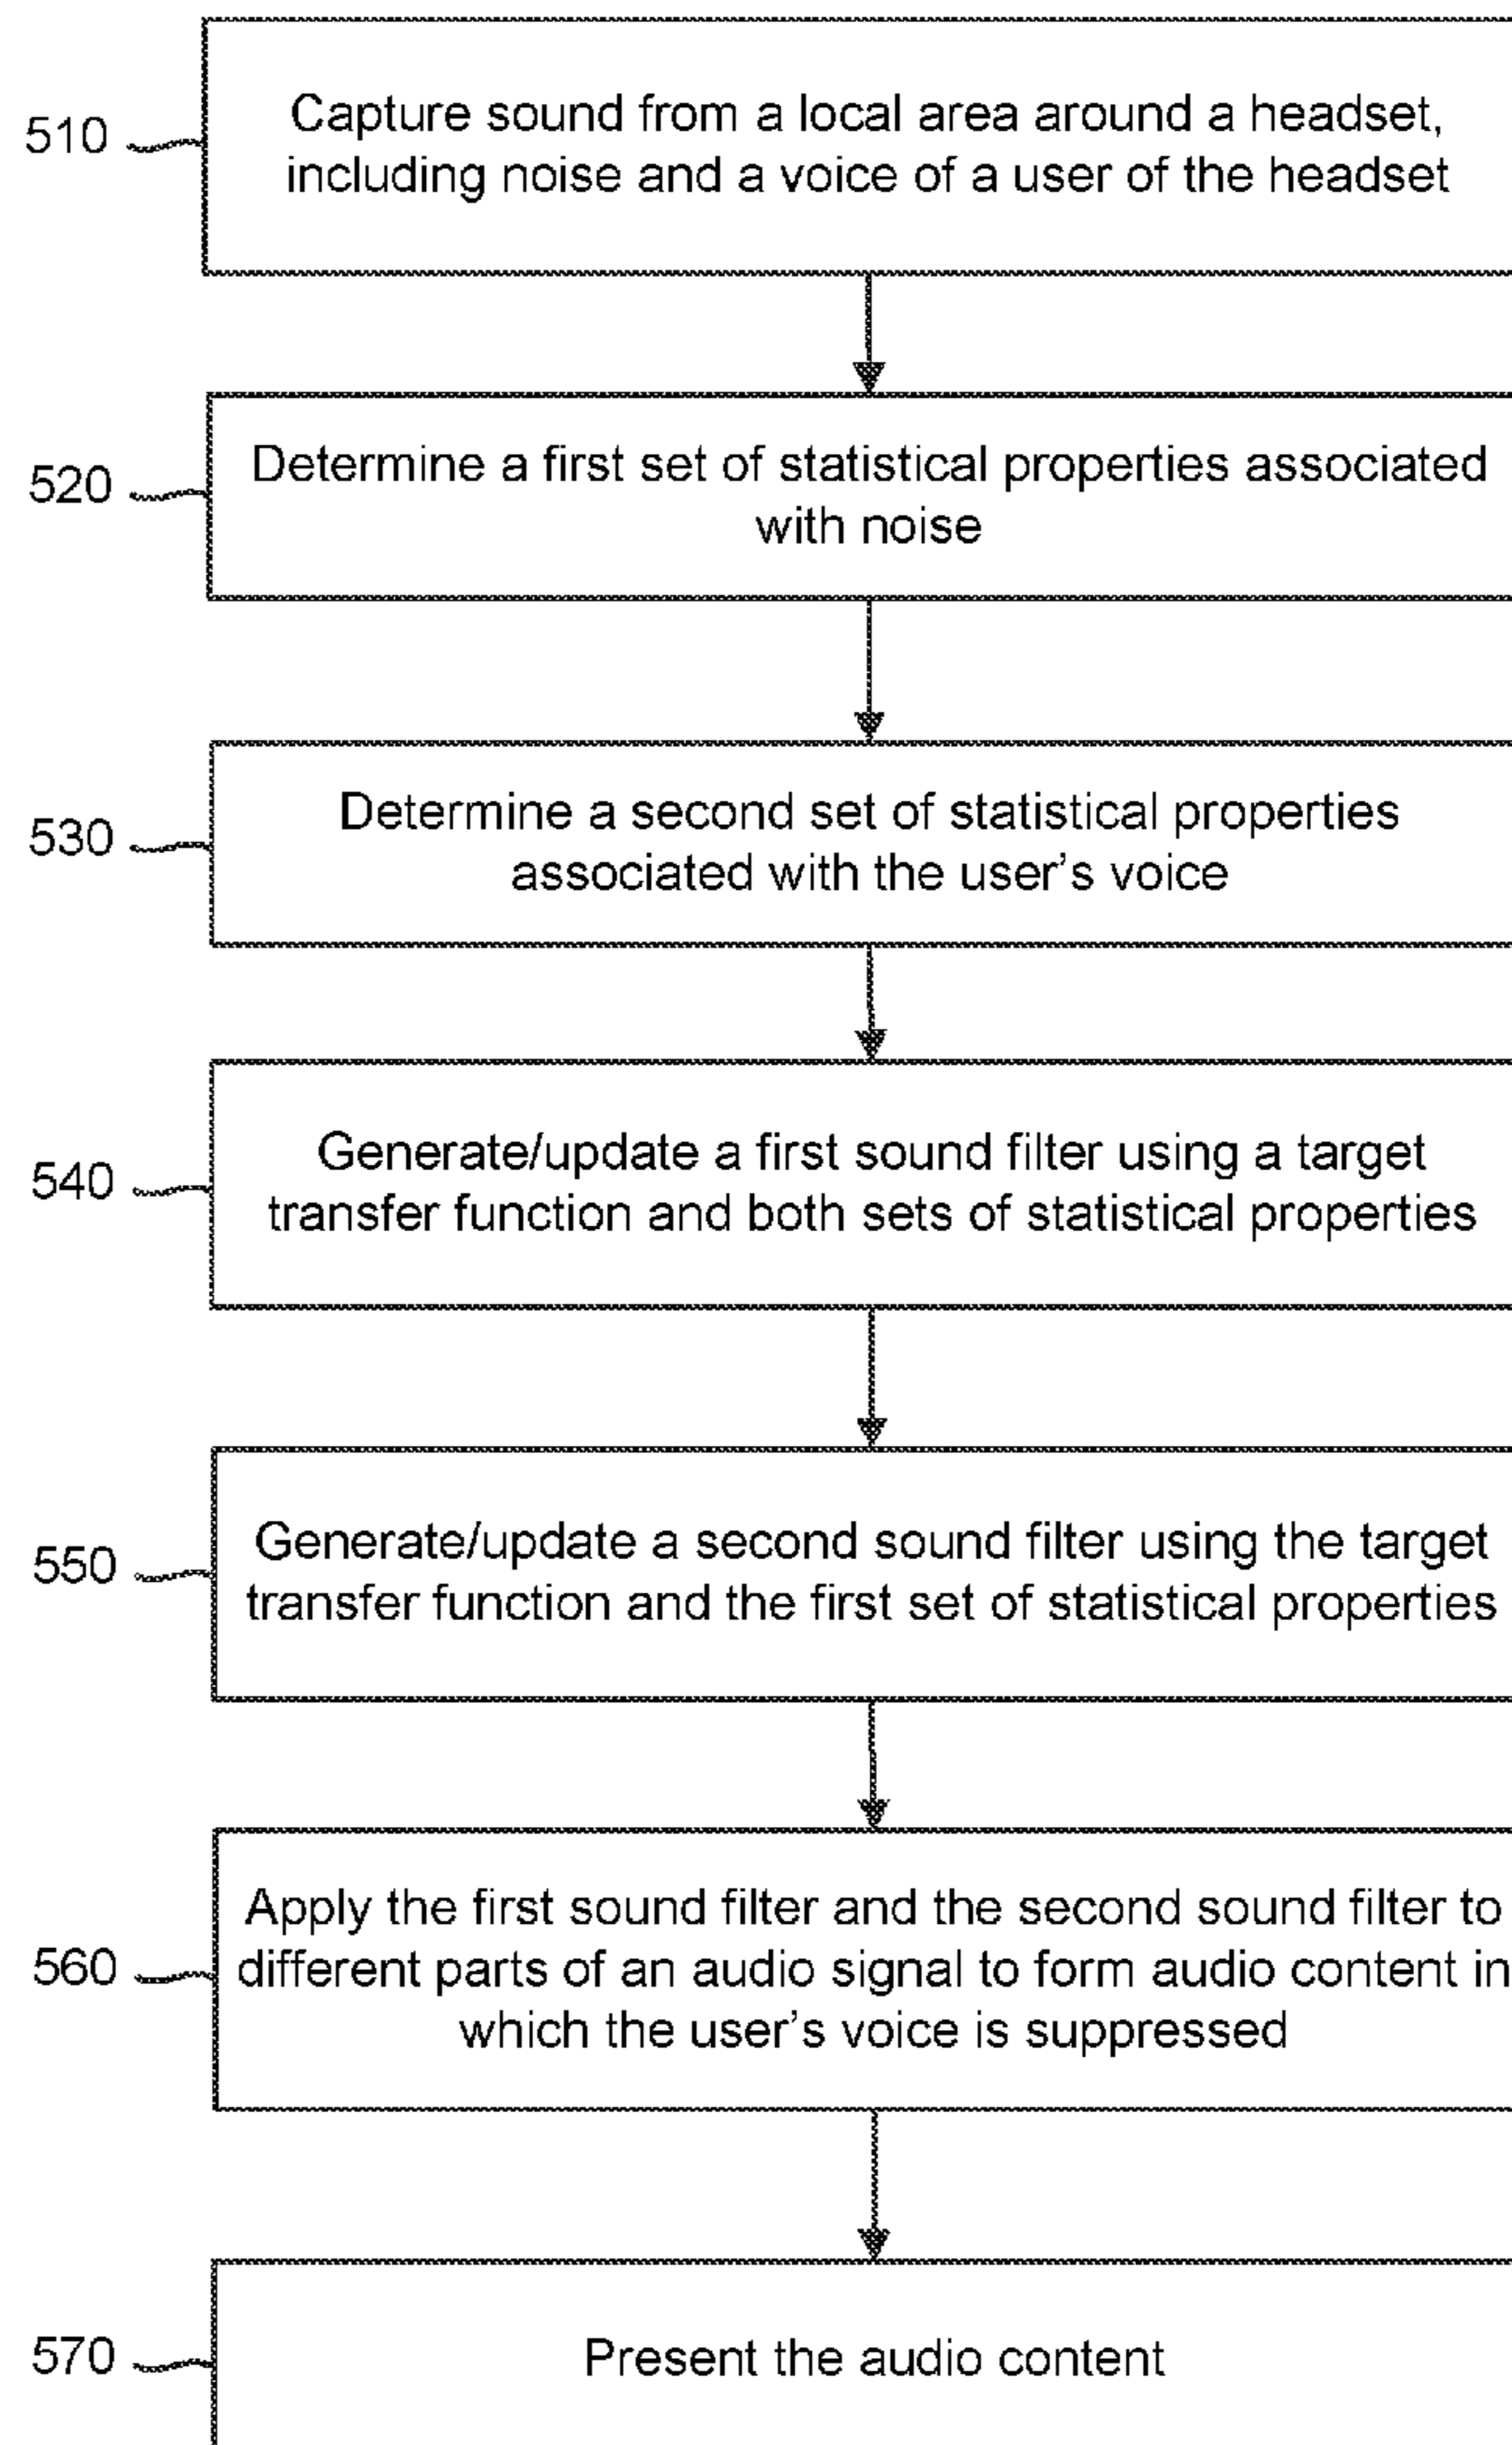 510
Capture sound from a local area around a headset,
including noise and a voice of a user of the headset
520
Determine a first set of statistical properties associated
with noise
530
Determine a second set of statistical properties
associated with the user's voice
540
Generate/update a first sound filter using a target
transfer function and both sets of statistical properties
550
Generate/update a second sound filter using the target
transfer function and the first set of statistical properties
560
Apply the first sound filter and the second sound filter to
different parts of an audio signal to form audio content in
which the user's voice is suppressed
570
Present the audio content